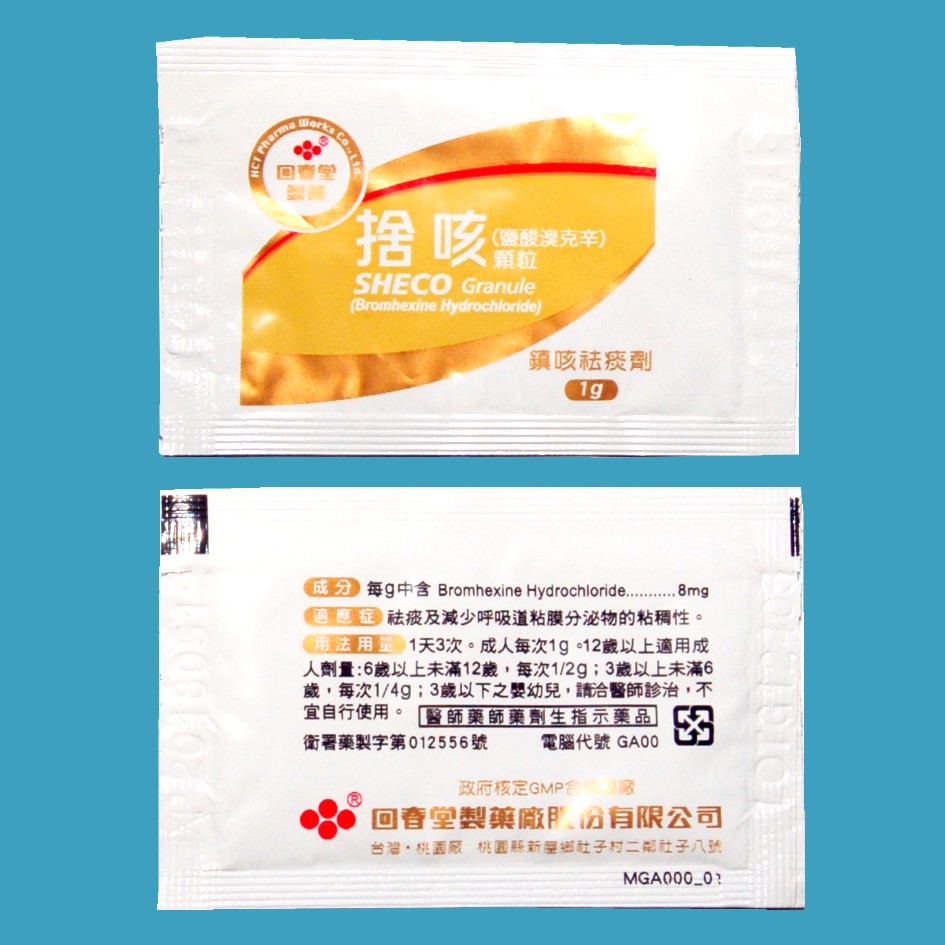 HCT Pharma Works Co., Ltd.
®
回春堂
製藥
捨咳(鹽酸溴克辛)
顆粒
SHECO Granule
(Bromhexine Hydrochloride)
鎮咳祛痰劑
1g
成分 每g中含 Bromhexine Hydrochloride...........8mg
適應症 祛痰及減少呼吸道粘膜分泌物的粘稠性。
用法用量 1天3次。成人每次1g。12歲以上適用成
人劑量:6歲以上未滿12歲,每次1/2g;3歲以上未滿6
歲,每次1/4g;3歲以下之嬰幼兒,請洽醫師診治,不
宜自行使用。 醫師藥師藥劑生指示藥品
衛署藥製字第012556號 電腦代號 GA00
政府核定GMP合
廠
® 回春堂製藥廠股份有限公司
台灣・桃園廠 桃園縣新屋鄉社子村二鄰社子八號
MGA000_01